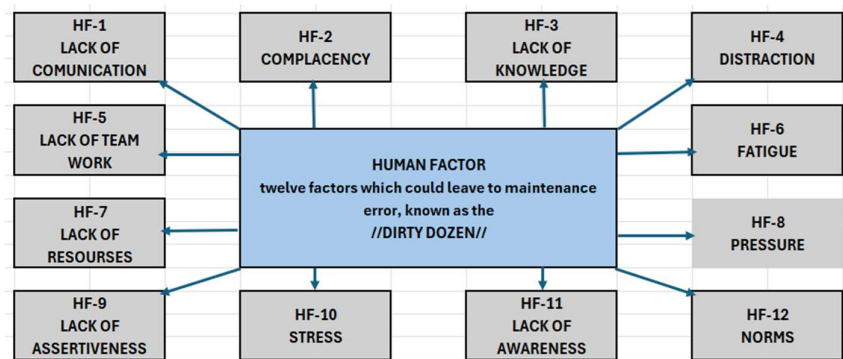 HF-1
LACK OF
COMUNICATION
HF-2
COMPLACENCY
HF-3
LACK OF
KNOWLEDGE
HF-4
DISTRACTION
HF-5
LACK OF TEAM
WORK
HUMAN FACTOR
twelve factors which could leave to maintenance
error, known as the
//DIRTY DOZEN//
HF-6
FATIGUE
HF-7
LACK OF
RESOURSES
HF-8
PRESSURE
HF-9
LACK OF
ASSERTIVENESS
HF-10
STRESS
HF-11
LACK OF
AWARENESS
HF-12
NORMS